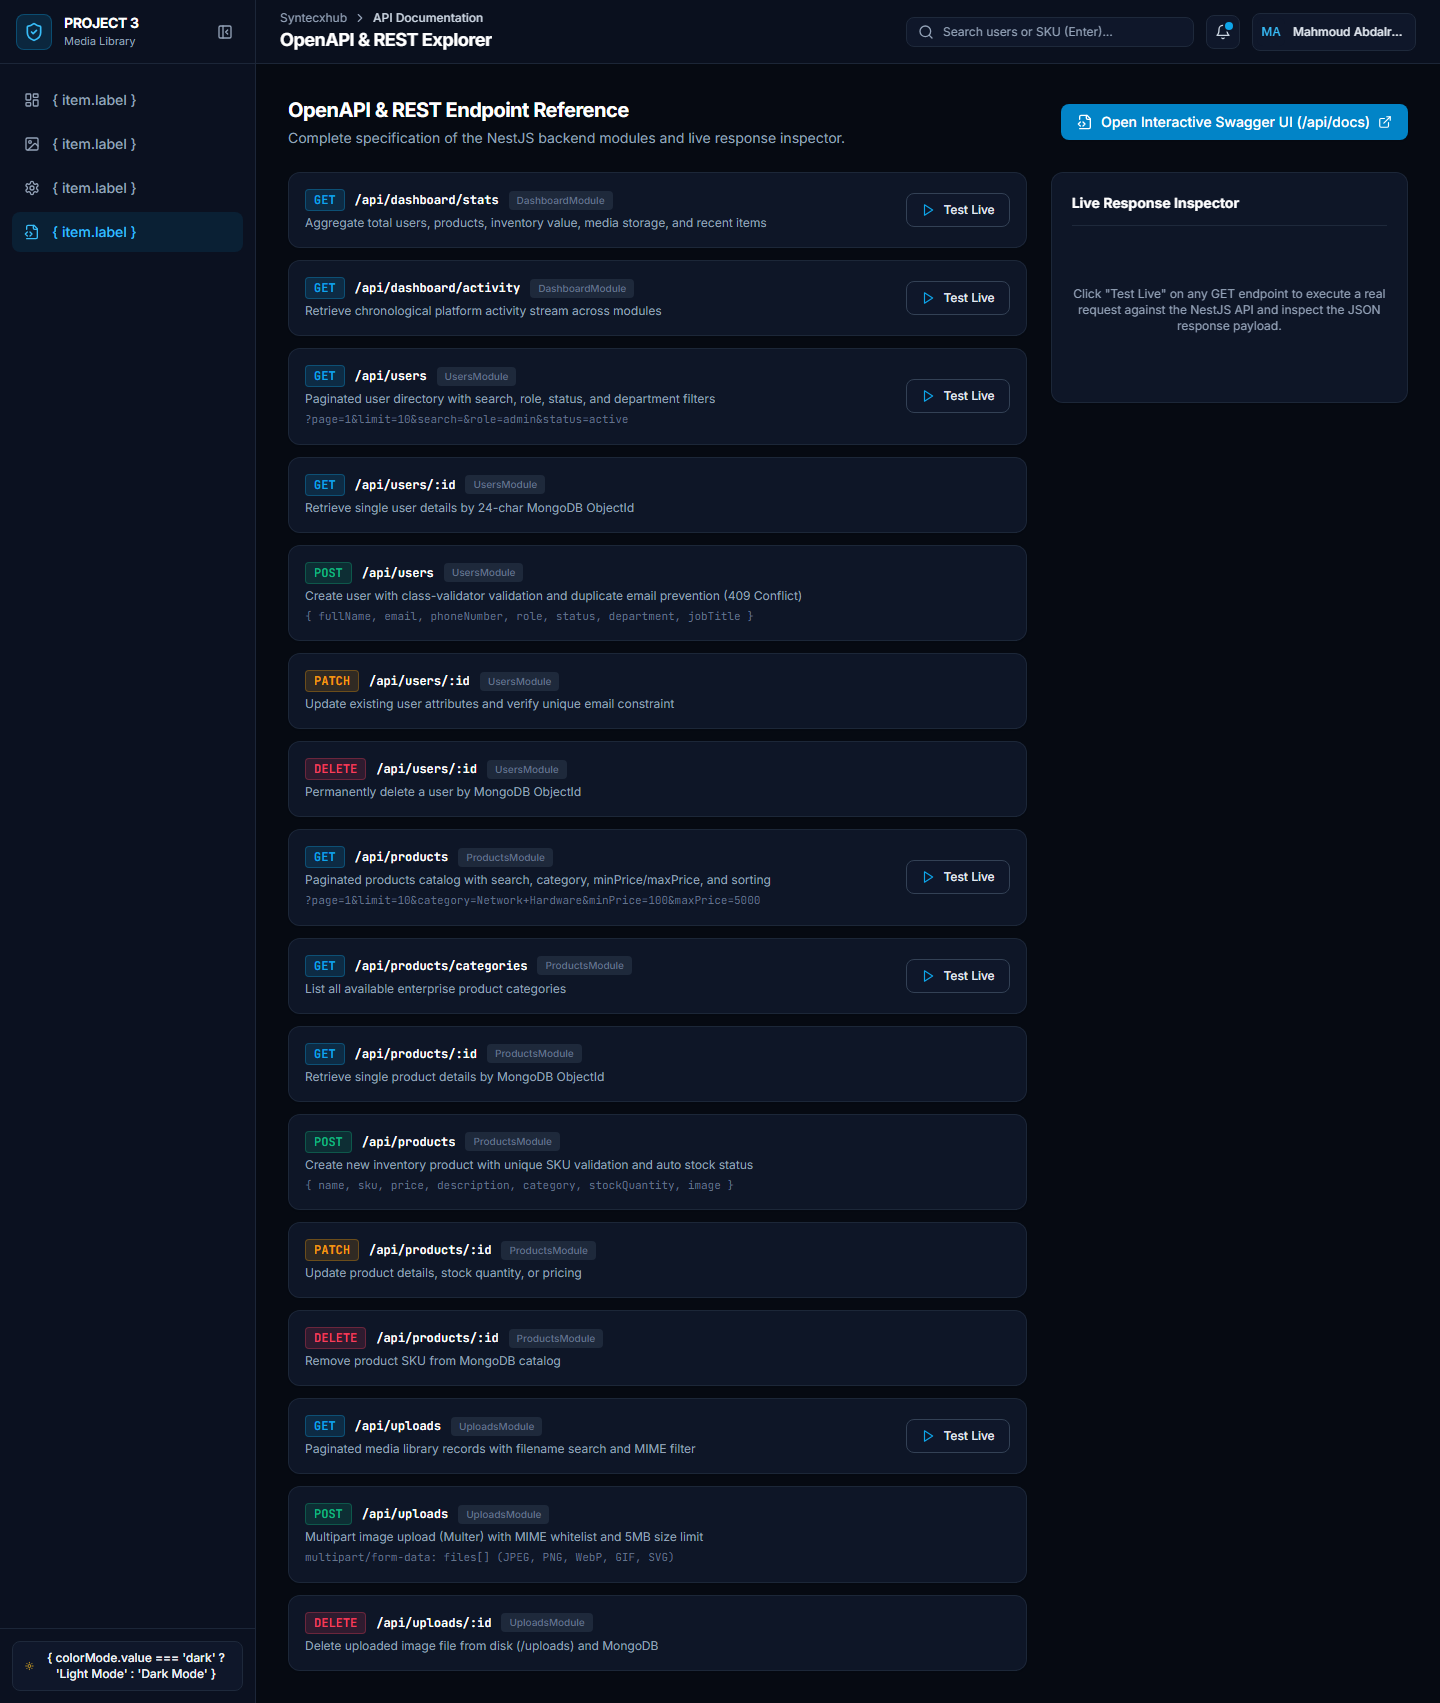 PROJECT 3
Media Library
{ item.label }
{ item.label }
{ item.label }
{ item.label }
{ colorMode.value === 'dark' ?
'Light Mode' : 'Dark Mode' }
Syntecxhub > API Documentation
OpenAPI & REST Explorer
Search users or SKU (Enter)...
MA Mahmoud Abdalr...
OpenAPI & REST Endpoint Reference
Complete specification of the NestJS backend modules and live response inspector.
Open Interactive Swagger UI (/api/docs)
GET /api/dashboard/stats DashboardModule
Aggregate total users, products, inventory value, media storage, and recent items
Test Live
GET /api/dashboard/activity DashboardModule
Retrieve chronological platform activity stream across modules
Test Live
GET /api/users UsersModule
Paginated user directory with search, role, status, and department filters
?page=1&limit=10&search=&role=admin&status=active
Test Live
GET /api/users/:id UsersModule
Retrieve single user details by 24-char MongoDB ObjectId
POST /api/users UsersModule
Create user with class-validator validation and duplicate email prevention (409 Conflict)
{ fullName, email, phoneNumber, role, status, department, jobTitle }
PATCH /api/users/:id UsersModule
Update existing user attributes and verify unique email constraint
DELETE /api/users/:id UsersModule
Permanently delete a user by MongoDB ObjectId
GET /api/products ProductsModule
Paginated products catalog with search, category, minPrice/maxPrice, and sorting
?page=1&limit=10&category=Network+Hardware&minPrice=100&maxPrice=5000
Test Live
GET /api/products/categories ProductsModule
List all available enterprise product categories
Test Live
GET /api/products/:id ProductsModule
Retrieve single product details by MongoDB ObjectId
POST /api/products ProductsModule
Create new inventory product with unique SKU validation and auto stock status
{ name, sku, price, description, category, stockQuantity, image }
PATCH /api/products/:id ProductsModule
Update product details, stock quantity, or pricing
DELETE /api/products/:id ProductsModule
Remove product SKU from MongoDB catalog
GET /api/uploads UploadsModule
Paginated media library records with filename search and MIME filter
Test Live
POST /api/uploads UploadsModule
Multipart image upload (Multer) with MIME whitelist and 5MB size limit
multipart/form-data: files[] (JPEG, PNG, WebP, GIF, SVG)
DELETE /api/uploads/:id UploadsModule
Delete uploaded image file from disk (/uploads) and MongoDB
Live Response Inspector
Click "Test Live" on any GET endpoint to execute a real
request against the NestJS API and inspect the JSON
response payload.